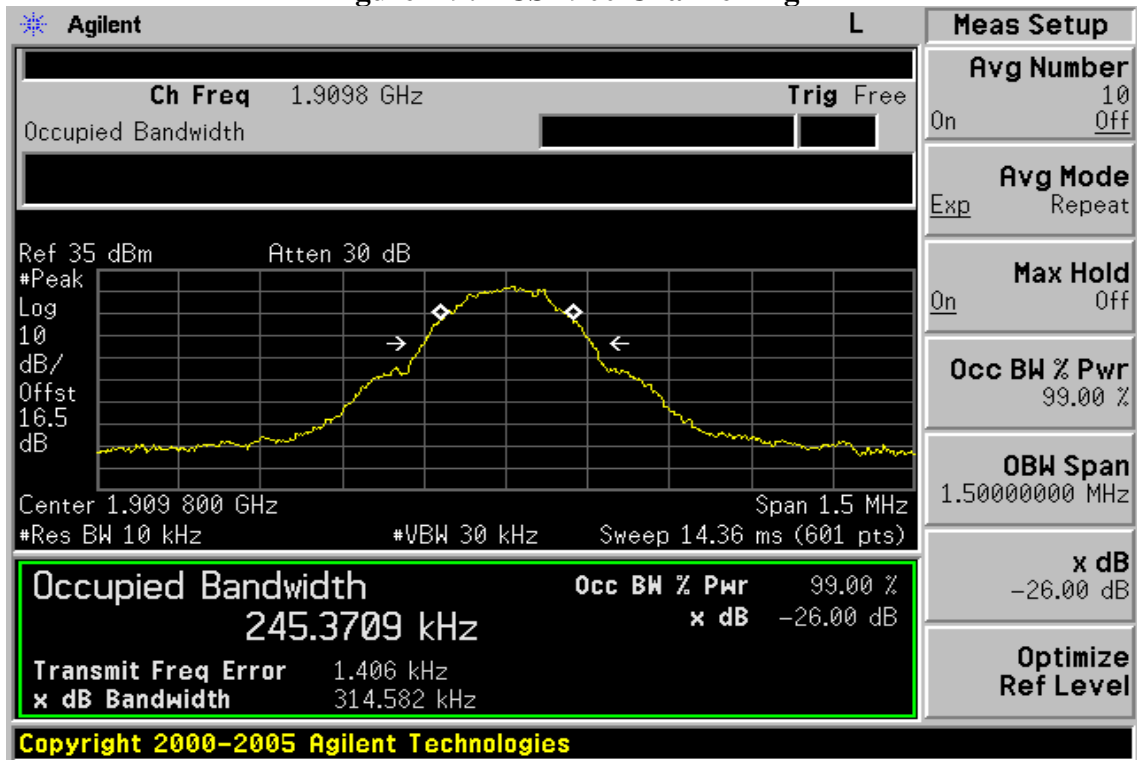 Agilent L
Ch Freq 1.9098 GHz Trig Free
Occupied Bandwidth
Ref 35 dBm Atten 30 dB
#Peak
Log
10
dB/
Offst
16.5
dB
Center 1.909 800 GHz Span 1.5 MHz
#Res BW 10 kHz #VBW 30 kHz Sweep 14.36 ms (601 pts)
Occupied Bandwidth
245.3709 kHz
Occ BW % Pwr 99.00 %
x dB -26.00 dB
Transmit Freq Error 1.406 kHz
x dB Bandwidth 314.582 kHz
Copyright 2000-2005 Agilent Technologies
Meas Setup
Avg Number
10
On Off
Avg Mode
Exp Repeat
Max Hold
On Off
Occ BW % Pwr
99.00 %
OBW Span
1.50000000 MHz
x dB
-26.00 dB
Optimize
Ref Level